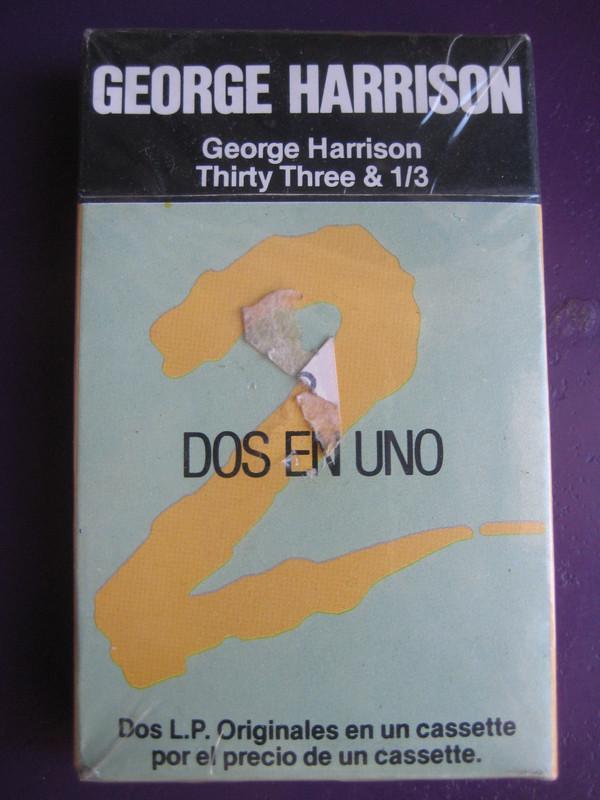 GEORGE HARRISON
George Harrison
Thirty Three & 1/3
2
DOS EN UNO
Dos L.P. Originales en un cassette
por el precio de un cassette.